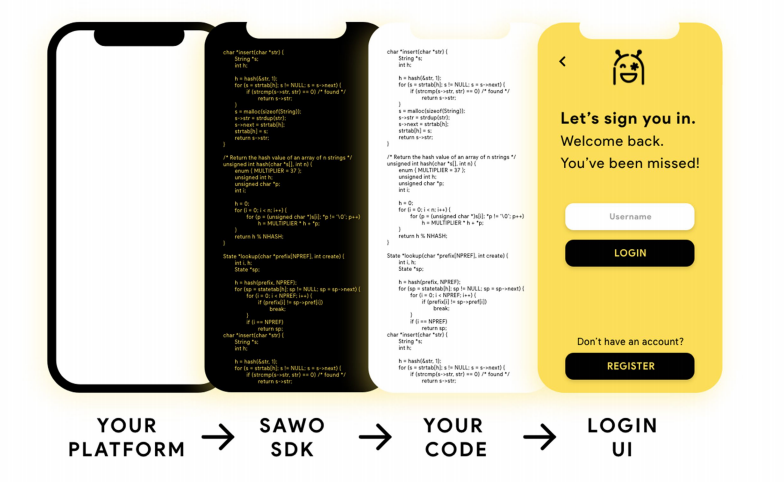 char *insert(char *str) {
String *s;
int h;
h = hash(&str, 1);
for (s = strtab[h]; s != NULL; s = s->next) {
if (strcmp(s->str, str) == 0) /* found */
return s->str;
}
s = malloc(sizeof(String));
s->str = strdup(str);
s->next = strtab[h];
strtab[h] = s;
return s->str;
}
/* Return the hash value of an array of n strings */
unsigned int hash(char *s[], int n) {
enum { MULTIPLIER = 37 };
unsigned int h;
unsigned char *p;
int i;
h = 0;
for (i = 0; i < n; i++) {
for (p = (unsigned char *)s[i]; *p != '\0'; p++)
h = MULTIPLIER * h + *p;
}
return h % NHASH;
}
State *lookup(char *prefix[NPREF], int create) {
int i, h;
State *sp;
h = hash(prefix, NPREF);
for (sp = statetab[h]; sp != NULL; sp = sp->next) {
for (i = 0; i < NPREF; i++) {
if (prefix[i] != sp->pref[i])
break;
}
if (i == NPREF)
return sp;
char *insert(char *str) {
String *s;
int h;
h = hash(&str, 1);
for (s = strtab[h]; s != NULL; s = s->next) {
if (strcmp(s->str, str) == 0) /* found */
return s->str;
char *insert(char *str) {
String *s;
int h;
h = hash(&str, 1);
for (s = strtab[h]; s != NULL; s = s->next) {
if (strcmp(s->str, str) == 0) /* found */
return s->str;
}
s = malloc(sizeof(String));
s->str = strdup(str);
s->next = strtab[h];
strtab[h] = s;
return s->str;
}
/* Return the hash value of an array of n strings */
unsigned int hash(char *s[], int n) {
enum { MULTIPLIER = 37 };
unsigned int h;
unsigned char *p;
int i;
h = 0;
for (i = 0; i < n; i++) {
for (p = (unsigned char *)s[i]; *p != '\0'; p++)
h = MULTIPLIER * h + *p;
}
return h % NHASH;
}
State *lookup(char *prefix[NPREF], int create) {
int i, h;
State *sp;
h = hash(prefix, NPREF);
for (sp = statetab[h]; sp != NULL; sp = sp->next) {
for (i = 0; i < NPREF; i++) {
if (prefix[i] != sp->pref[i])
break;
}
if (i == NPREF)
return sp;
char *insert(char *str) {
String *s;
int h;
h = hash(&str, 1);
for (s = strtab[h]; s != NULL; s = s->next) {
if (strcmp(s->str, str) == 0) /* found */
return s->str;
Let's sign you in.
Welcome back.
You've been missed!
Username
LOGIN
Don't have an account?
REGISTER
YOUR
PLATFORM
SAWO
SDK
YOUR
CODE
LOGIN
UI